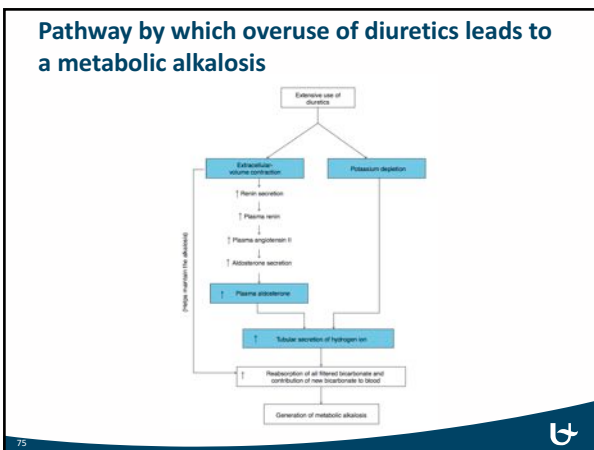 Pathway by which overuse of diuretics leads to
a metabolic alkalosis
Extensive use of
diuretics
Extracellular-
volume contraction
Potassium depletion
↑ Renin secretion
↑ Plasma renin
↑ Plasma angiotensin II
↑ Aldosterone secretion
(Helps maintain the alkalosis)
↑ Plasma aldosterone
↑ Tubular secretion of hydrogen ion
↑ Reabsorption of all filtered bicarbonate and
contribution of new bicarbonate to blood
Generation of metabolic alkalosis
75